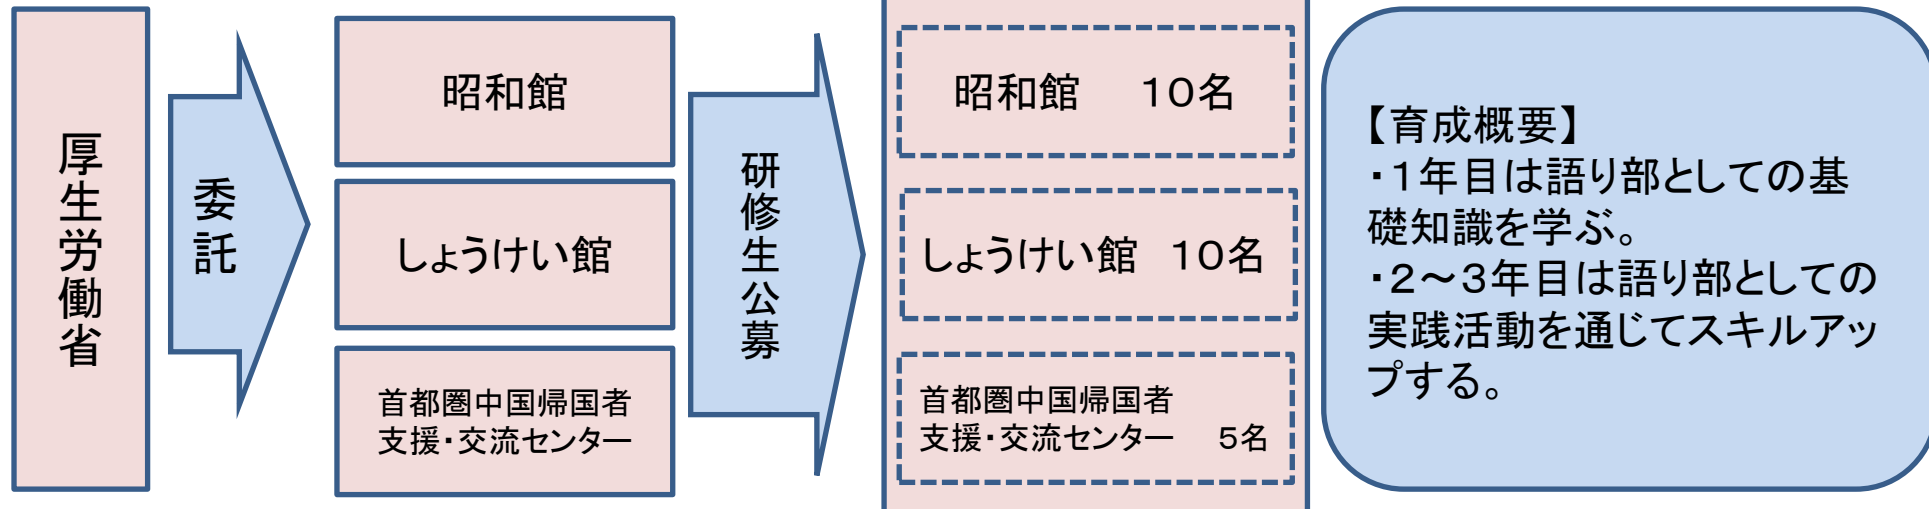 厚生労働省
委託
昭和館
しょうけい館
首都圏中国帰国者
支援・交流センター
研修生公募
昭和館　１０名
しょうけい館　１０名
首都圏中国帰国者
支援・交流センター　５名
【育成概要】
・１年目は語り部としての基
礎知識を学ぶ。
・２～３年目は語り部としての
実践活動を通じてスキルアッ
プする。